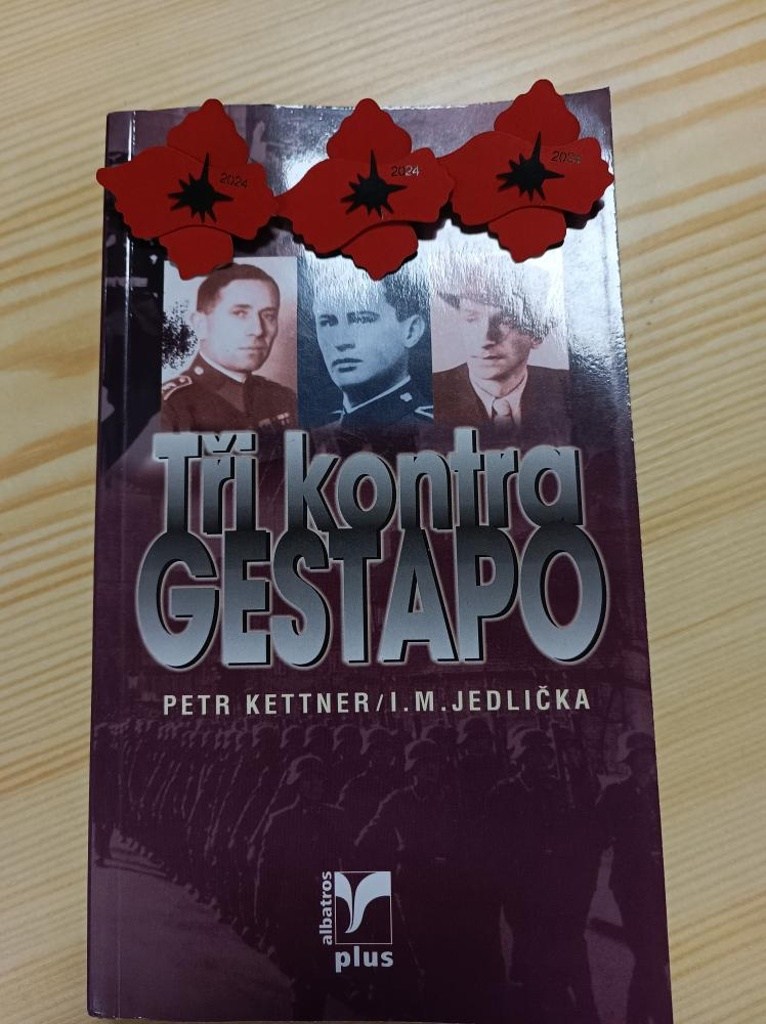 2024
2024
2024
Tři kontra
GESTAPO
PETR KETTNER/I.M.JEDLIČKA
albatros
plus